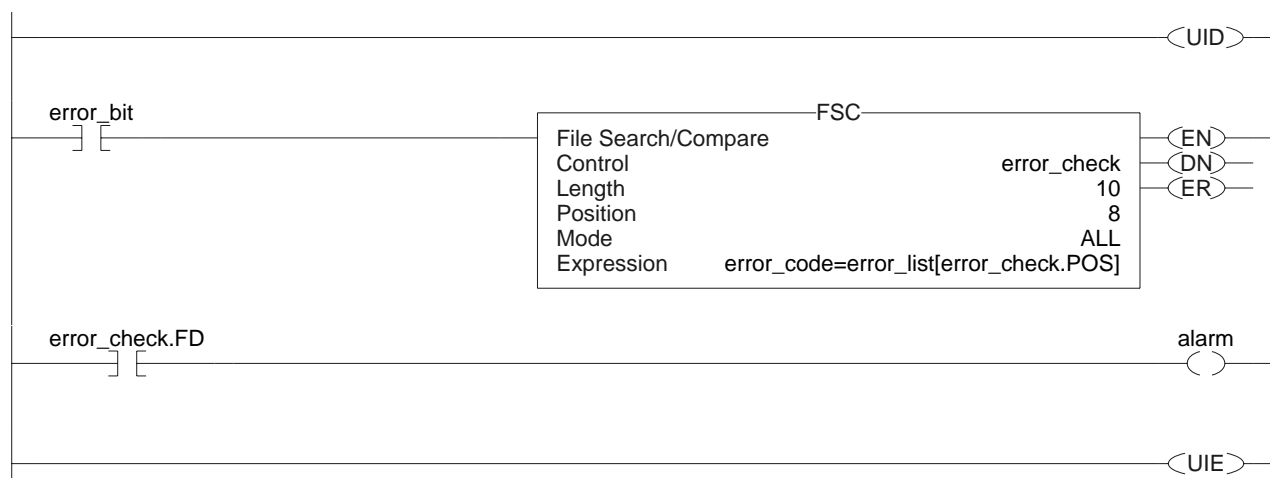 UID
error_bit
FSC
File Search/Compare
Control error_check
Length 10
Position 8
Mode ALL
Expression error_code=error_list[error_check.POS]
EN
DN
ER
error_check.FD
alarm
UIE